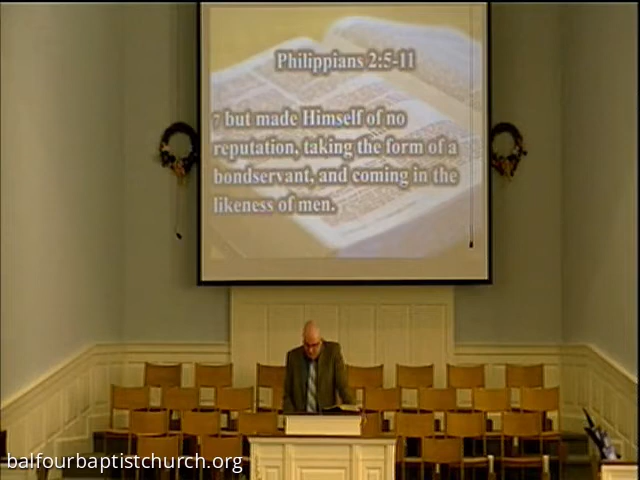 Philippians 2:5-11
7 but made Himself of no
reputation, taking the form of a
bondservant, and coming in the
likeness of men.
balfourbaptistchurch.org